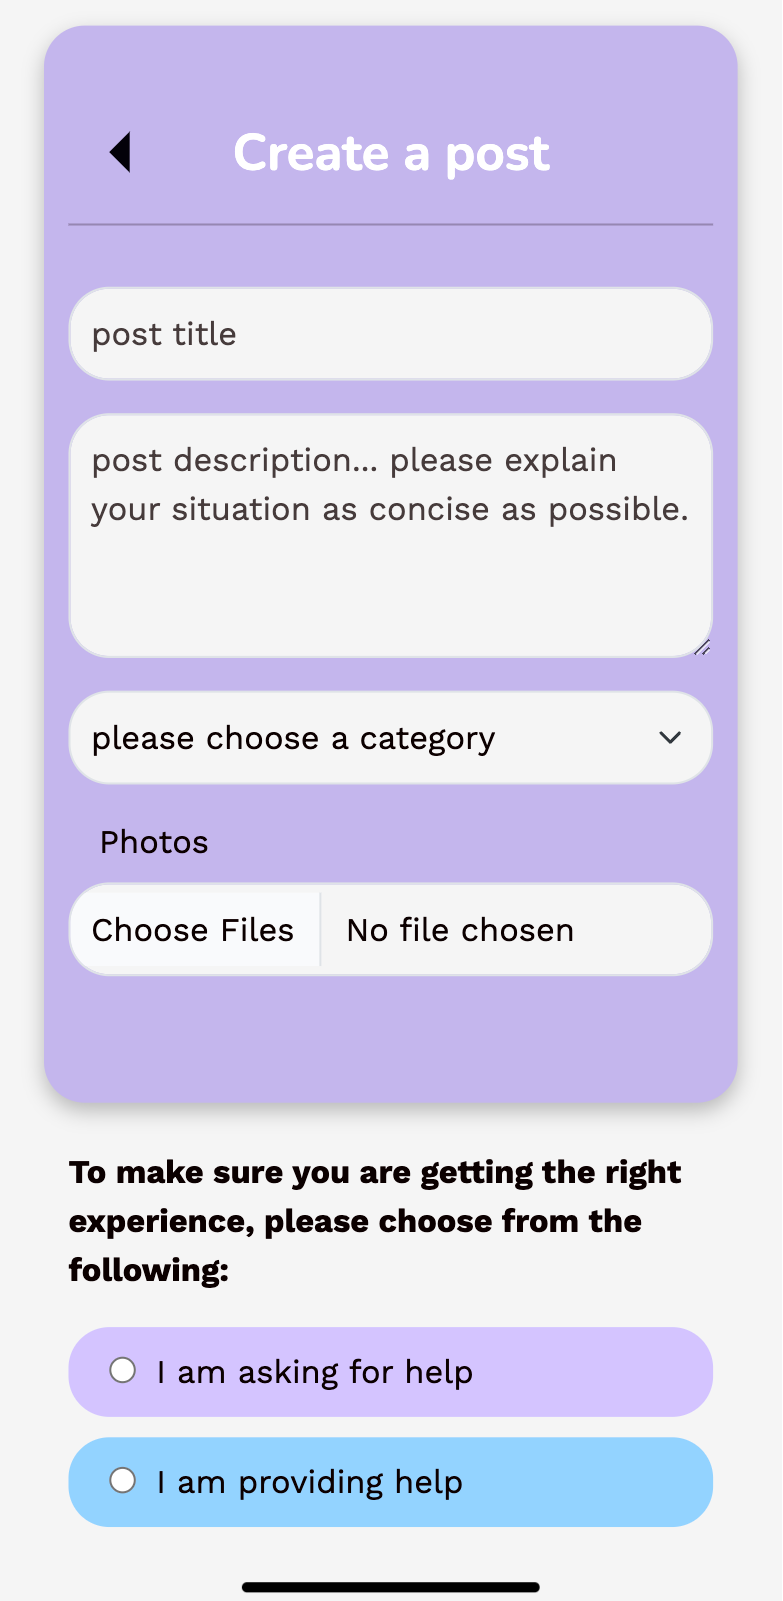 Create a post
post title
post description... please explain
your situation as concise as possible.
please choose a category
Photos
Choose Files
No file chosen
To make sure you are getting the right
experience, please choose from the
following:
I am asking for help
I am providing help